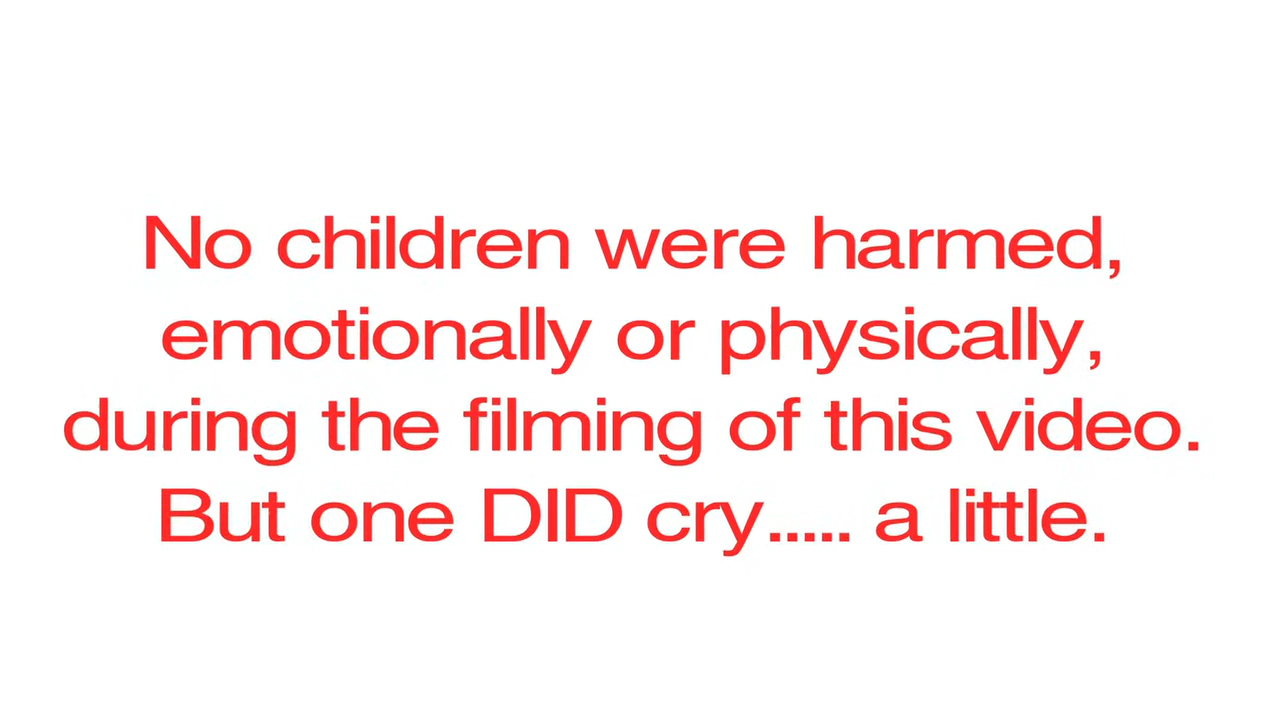 No children were harmed,
emotionally or physically,
during the filming of this video.
But one DID cry..... a little.